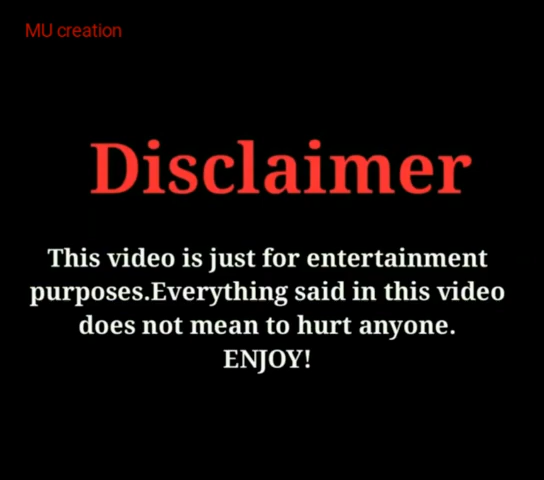 MU creation
Disclaimer
This video is just for entertainment
purposes.Everything said in this video
does not mean to hurt anyone.
ENJOY!